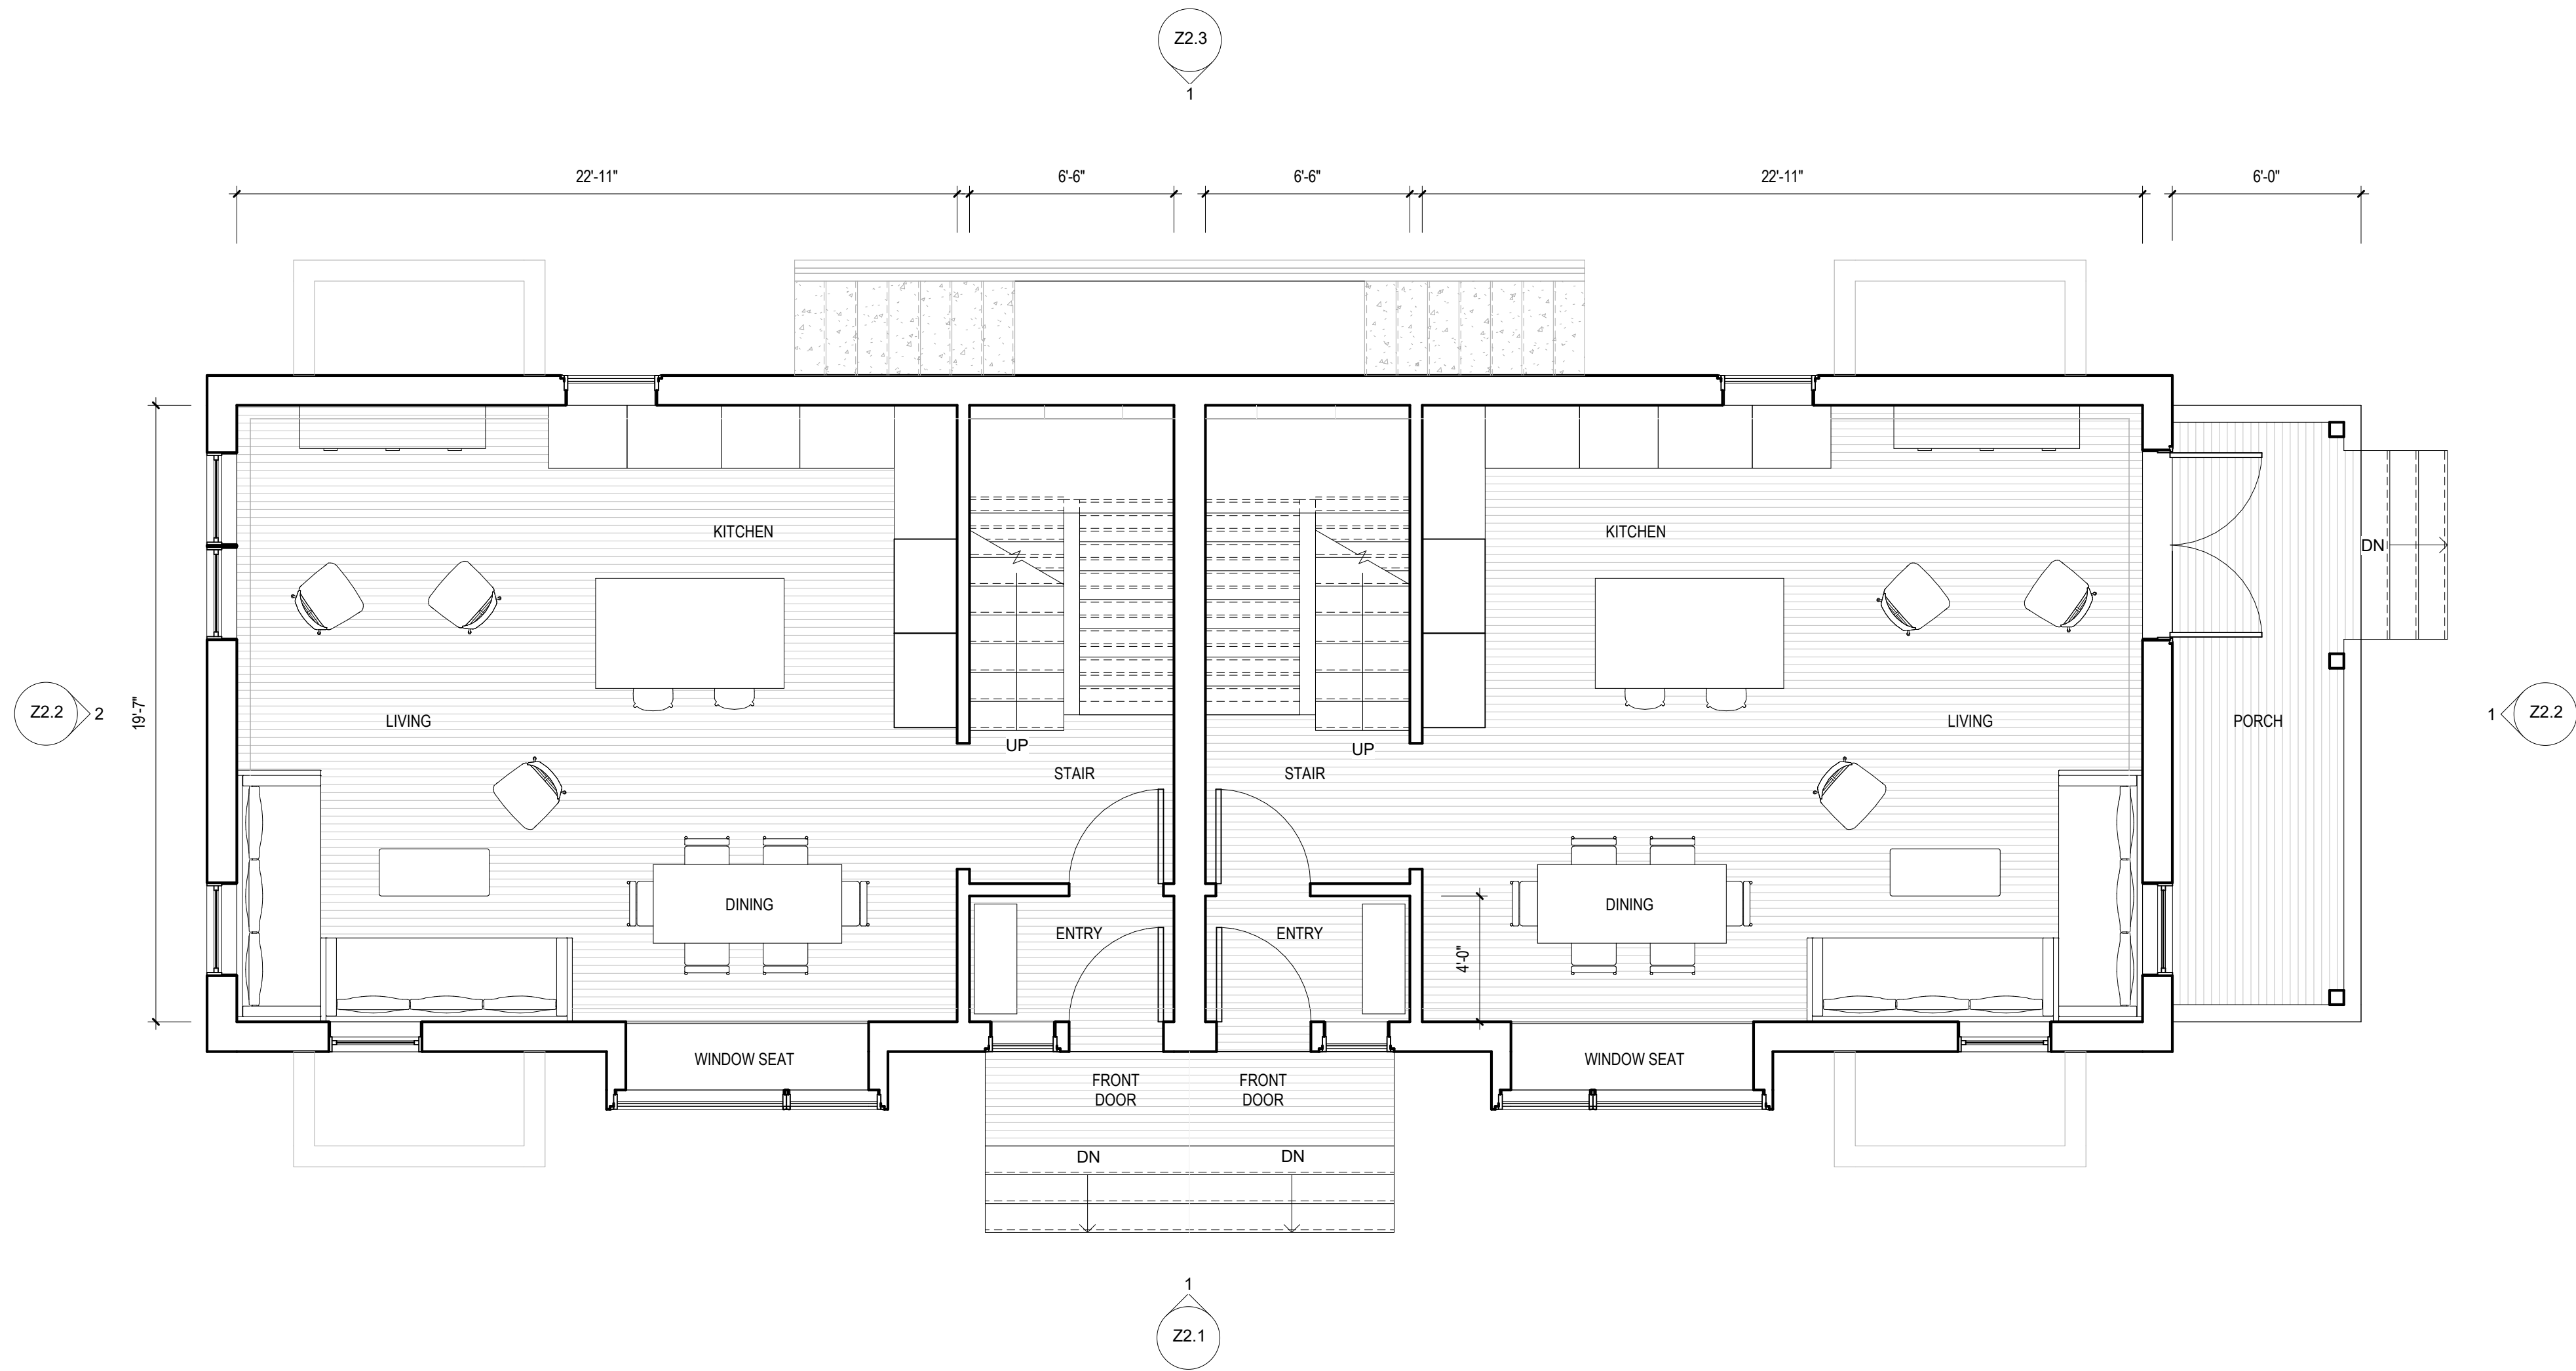 Z2.3
1
22'-11"
6'-6"
6'-6"
22'-11"
6'-0"
KITCHEN
KITCHEN
DN
Z2.2
2
19'-7"
LIVING
LIVING
PORCH
1
Z2.2
UP
UP
STAIR
STAIR
DINING
DINING
ENTRY
ENTRY
4'-0"
WINDOW SEAT
WINDOW SEAT
FRONT
DOOR
FRONT
DOOR
DN
DN
1
Z2.1